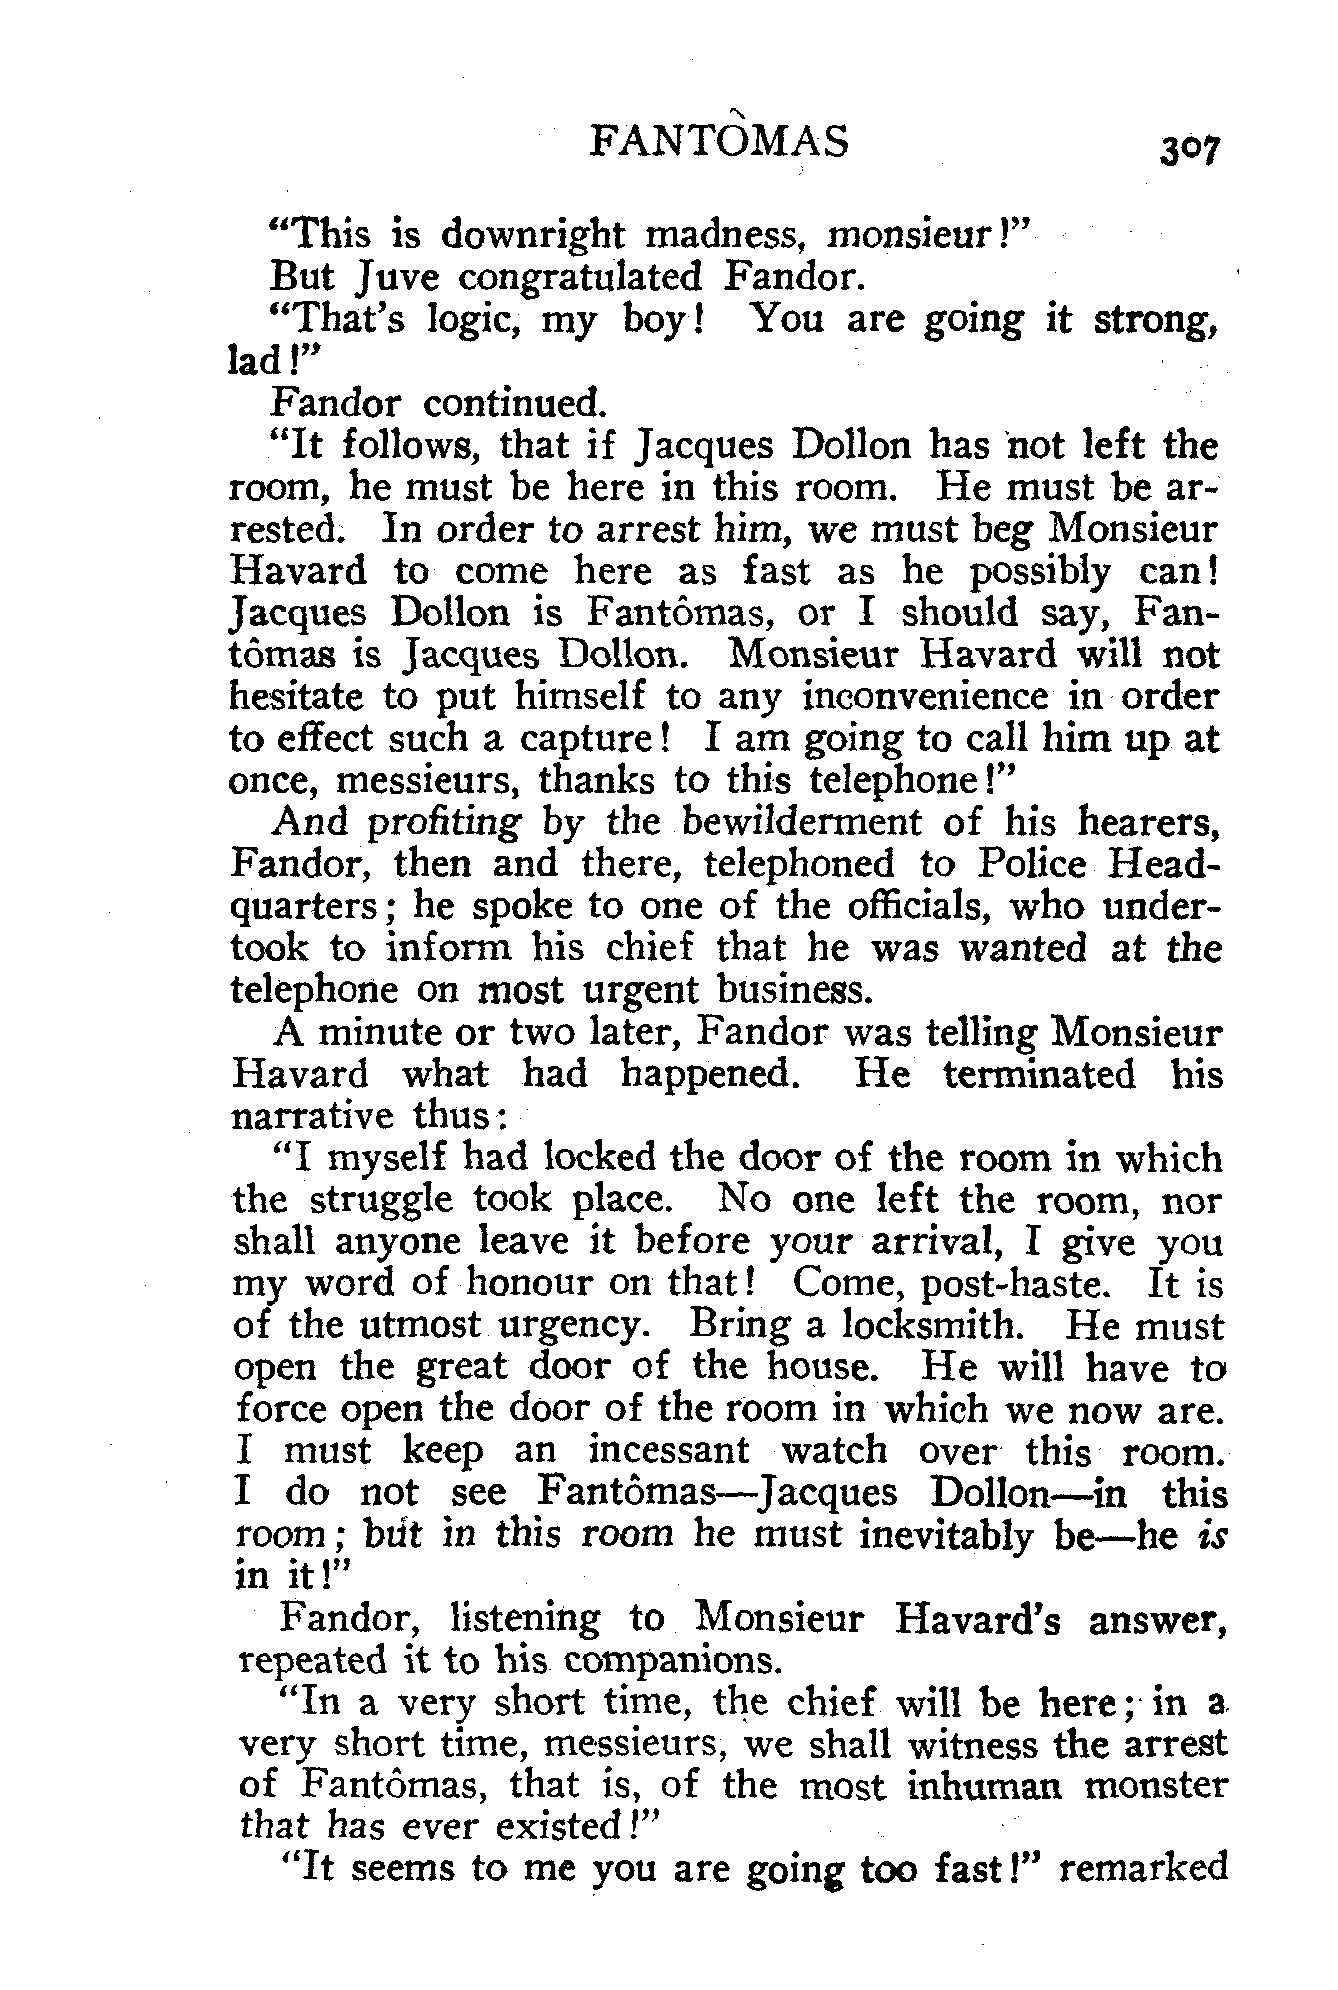 FANTÔMAS 307
“This is downright madness, monsieur!”
But Juve congratulated Fandor.
“That’s logic, my boy! You are going it strong,
lad!”
Fandor continued.
“It follows, that if Jacques Dollon has not left the
room, he must be here in this room. He must be ar-
rested. In order to arrest him, we must beg Monsieur
Havard to come here as fast as he possibly can!
Jacques Dollon is Fantômas, or I should say, Fan-
tômas is Jacques Dollon. Monsieur Havard will not
hesitate to put himself to any inconvenience in order
to effect such a capture! I am going to call him up at
once, messieurs, thanks to this telephone!”
And profiting by the bewilderment of his hearers,
Fandor, then and there, telephoned to Police Head-
quarters; he spoke to one of the officials, who under-
took to inform his chief that he was wanted at the
telephone on most urgent business.
A minute or two later, Fandor was telling Monsieur
Havard what had happened. He terminated his
narrative thus:
“I myself had locked the door of the room in which
the struggle took place. No one left the room, nor
shall anyone leave it before your arrival, I give you
my word of honour on that! Come, post-haste. It is
of the utmost urgency. Bring a locksmith. He must
open the great door of the house. He will have to
force open the door of the room in which we now are.
I must keep an incessant watch over this room.
I do not see Fantômas—Jacques Dollon—in this
room; but in this room he must inevitably be—he is
in it!”
Fandor, listening to Monsieur Havard’s answer,
repeated it to his companions.
“In a very short time, the chief will be here; in a
very short time, messieurs, we shall witness the arrest
of Fantômas, that is, of the most inhuman monster
that has ever existed!”
“It seems to me you are going too fast!” remarked